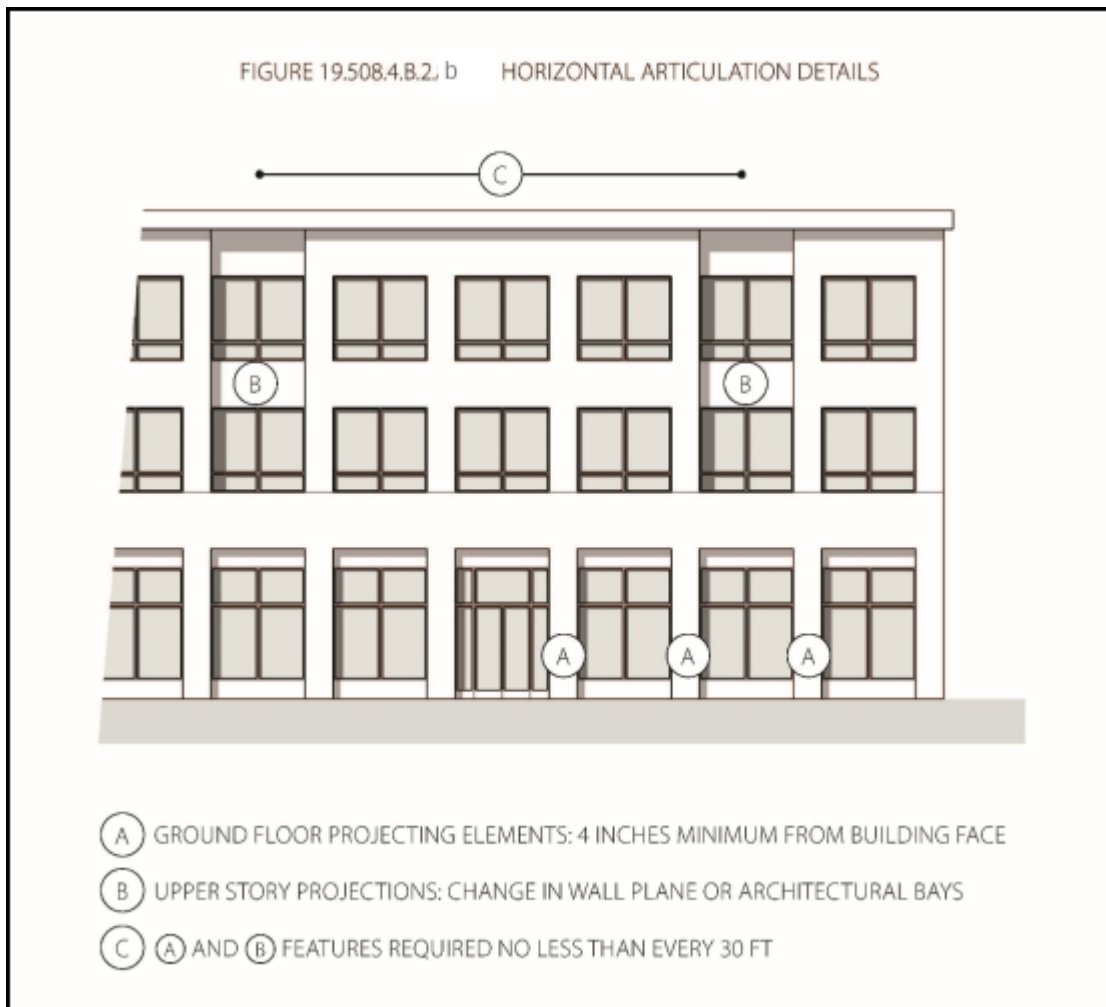 FIGURE 19.508.4.B.2. b HORIZONTAL ARTICULATION DETAILS
C
B B
A A A
A GROUND FLOOR PROJECTING ELEMENTS: 4 INCHES MINIMUM FROM BUILDING FACE
B UPPER STORY PROJECTIONS: CHANGE IN WALL PLANE OR ARCHITECTURAL BAYS
C A AND B FEATURES REQUIRED NO LESS THAN EVERY 30 FT